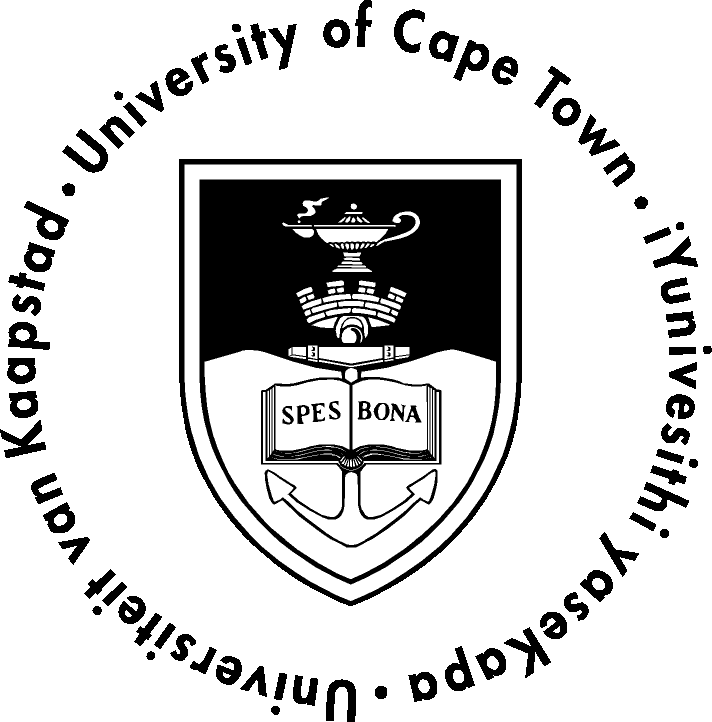 University of Cape Town • iYunivesithi yaseKapa • Universiteit van Kaapstad •
SPES BONA